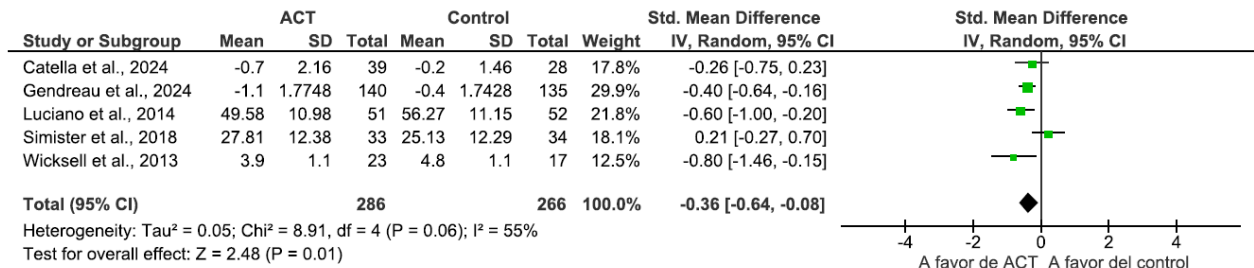 ACT Control Std. Mean Difference Std. Mean Difference
Study or Subgroup Mean SD Total Mean SD Total Weight IV, Random, 95% CI IV, Random, 95% CI
Catella et al., 2024 -0.7 2.16 39 -0.2 1.46 28 17.8% -0.26 [-0.75, 0.23]
Gendreau et al., 2024 -1.1 1.7748 140 -0.4 1.7428 135 29.9% -0.40 [-0.64, -0.16]
Luciano et al., 2014 49.58 10.98 51 56.27 11.15 52 21.8% -0.60 [-1.00, -0.20]
Simister et al., 2018 27.81 12.38 33 25.13 12.29 34 18.1% 0.21 [-0.27, 0.70]
Wicksell et al., 2013 3.9 1.1 23 4.8 1.1 17 12.5% -0.80 [-1.46, -0.15]
Total (95% CI) 286 266 100.0% -0.36 [-0.64, -0.08]
Heterogeneity: Tau² = 0.05; Chi² = 8.91, df = 4 (P = 0.06); I² = 55%
Test for overall effect: Z = 2.48 (P = 0.01)
-4 -2 0 2 4
A favor de ACT A favor del control